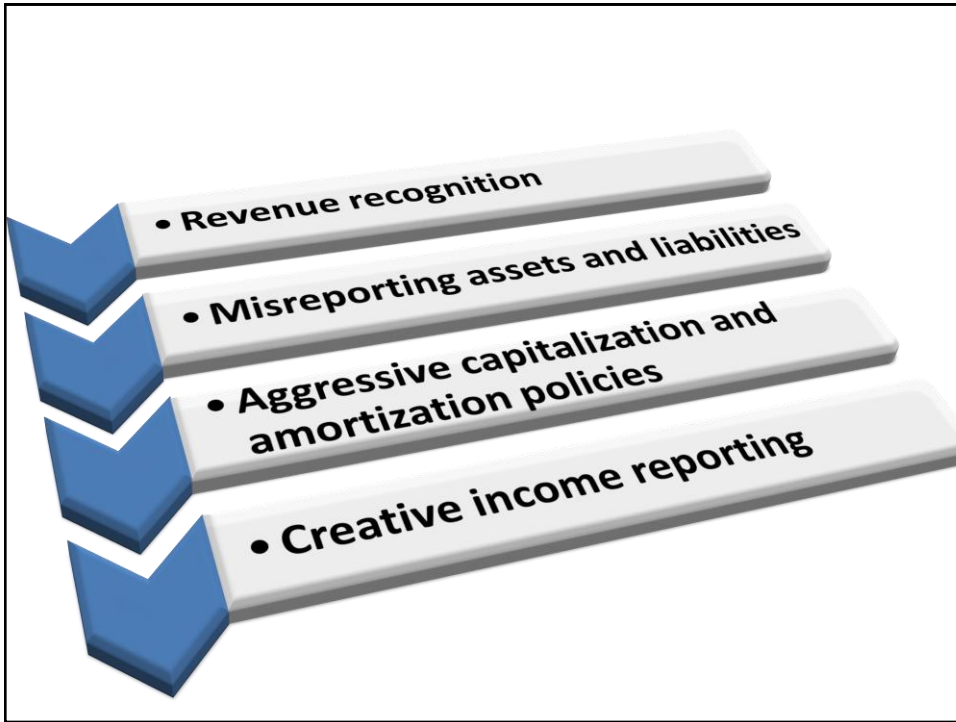 • Revenue recognition
• Misreporting assets and liabilities
• Aggressive capitalization and
amortization policies
• Creative income reporting